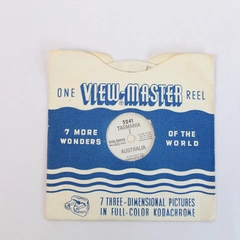 ONE VIEW-MASTER REEL
5241
TASMANIA
I
AUSTRALIA
7 MORE OF THE
WONDERS WORLD
7 THREE-DIMENSIONAL PICTURES
IN FULL-COLOR KODACHROME